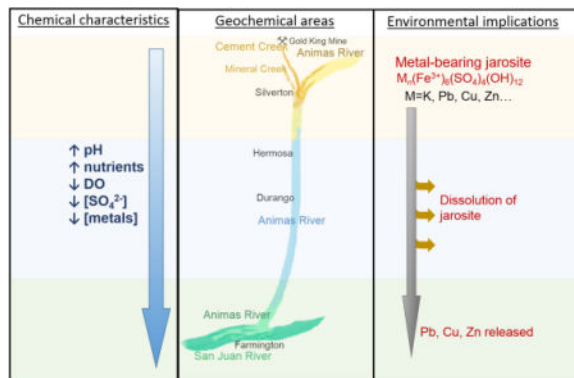 Chemical characteristics
↑ pH
↑ nutrients
↓ DO
↓ [SO₄²⁻]
↓ [metals]
Geochemical areas
Gold King Mine
Cement Creek
Animas River
Mineral Creek
Silverton
Hermosa
Durango
Animas River
Animas River
Farmington
San Juan River
Environmental implications
Metal-bearing jarosite
Mₙ(Fe³⁺)₆(SO₄)₄(OH)₁₂
M=K, Pb, Cu, Zn...
Dissolution of
jarosite
Pb, Cu, Zn released